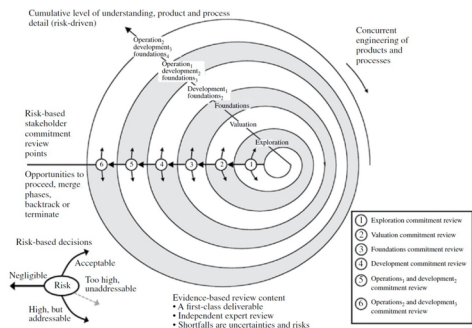 Cumulative level of understanding, product and process
detail (risk-driven)
Concurrent
engineering of
products and
processes
Operation2
development3
foundations4
Operation1
development2
foundations3
Development1
foundations2
Foundations
Valuation
Exploration
Risk-based
stakeholder
commitment
review
points
6 5 4 3 2 1
Opportunities to
proceed, merge
phases,
backtrack or
terminate
Risk-based decisions
Acceptable
Negligible
Risk
Too high,
unaddressable
High, but
addressable
Evidence-based review content
• A first-class deliverable
• Independent expert review
• Shortfalls are uncertainties and risks
1 Exploration commitment review
2 Valuation commitment review
3 Foundations commitment review
4 Development commitment review
5 Operations1 and development2
commitment review
6 Operations2 and development3
commitment review